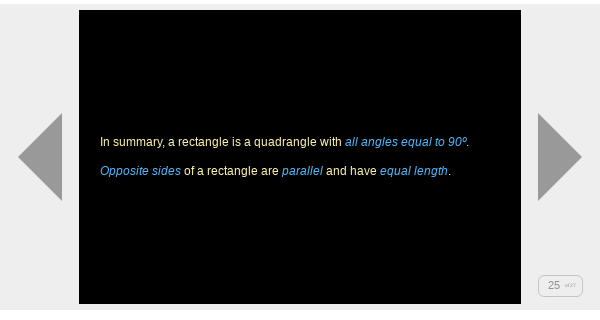 In summary, a rectangle is a quadrangle with all angles equal to 90º.
Opposite sides of a rectangle are parallel and have equal length.
25